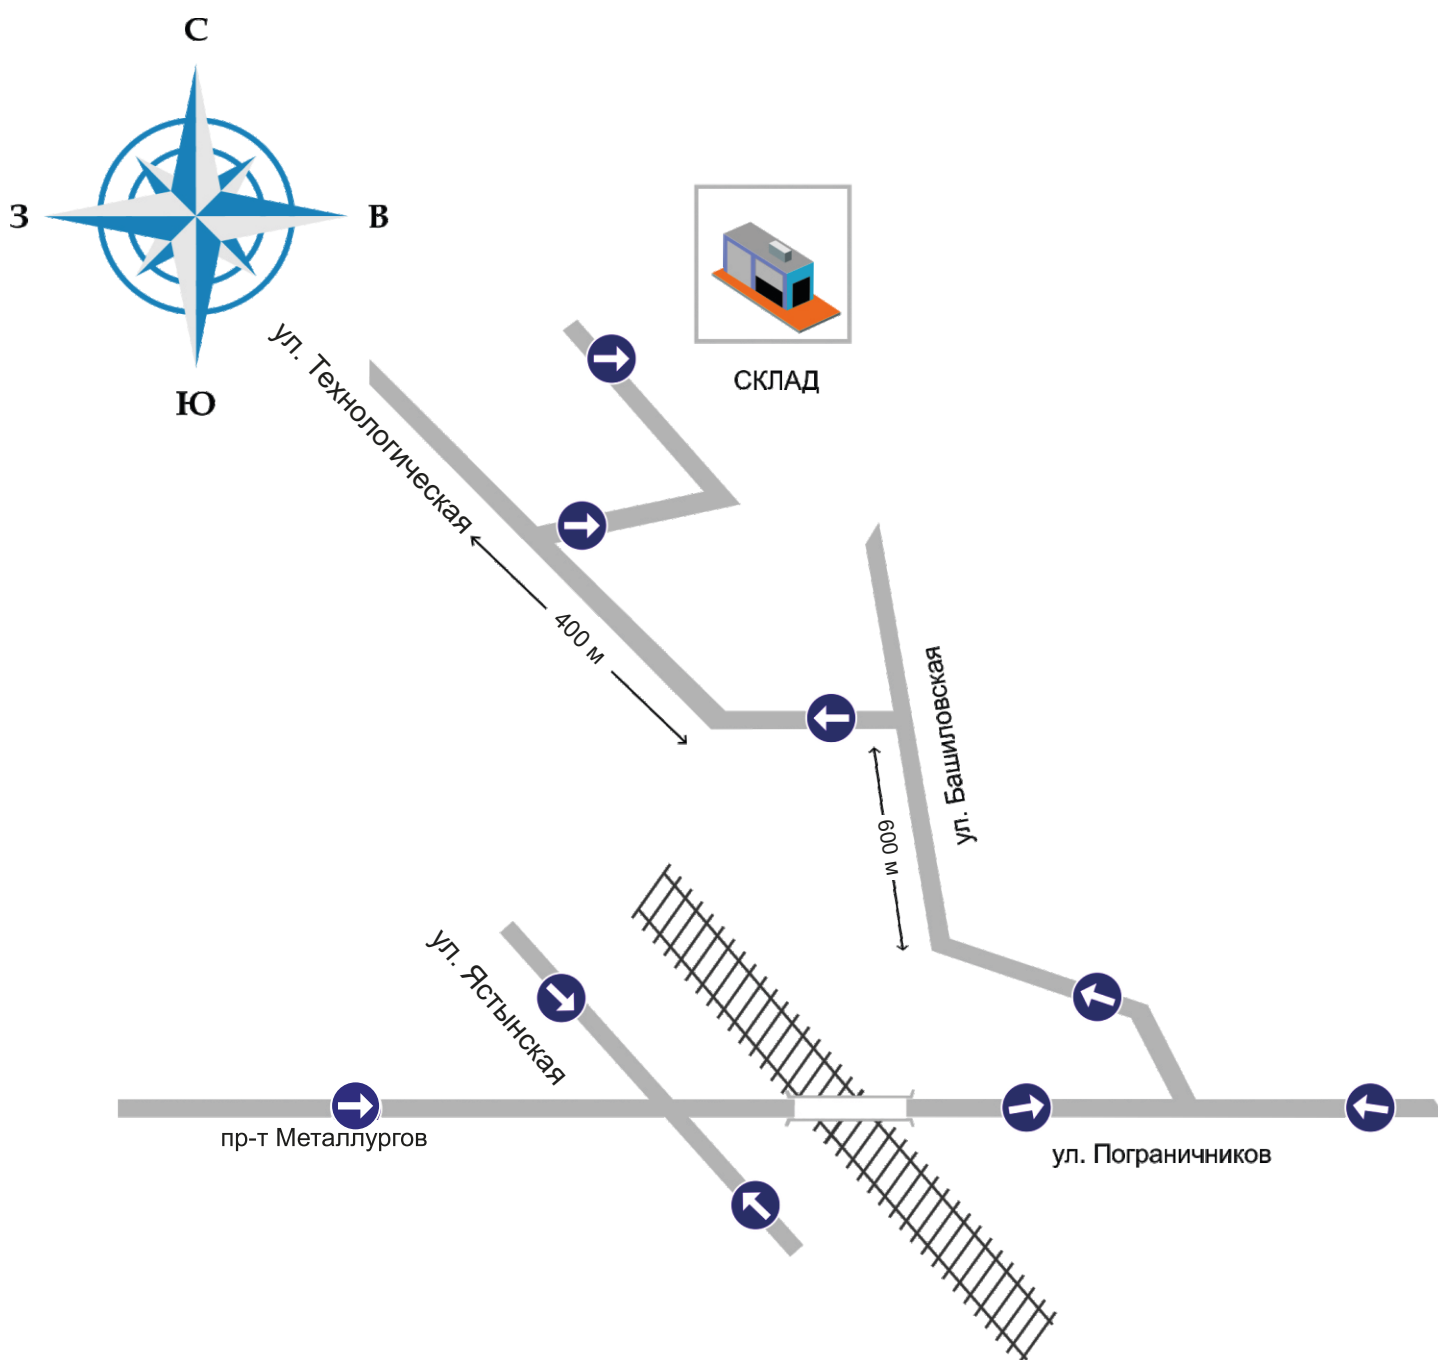 С
З
В
Ю
ул. Технологическая
СКЛАД
400 м
ул. Башиловская
600 м
ул. Ястынская
пр-т Металлургов
ул. Пограничников